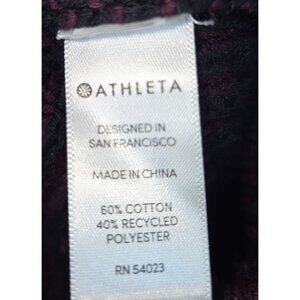 ATHLETA
DESIGNED IN
SAN FRANCISCO
MADE IN CHINA
60% COTTON
40% RECYCLED
POLYESTER
RN 54023